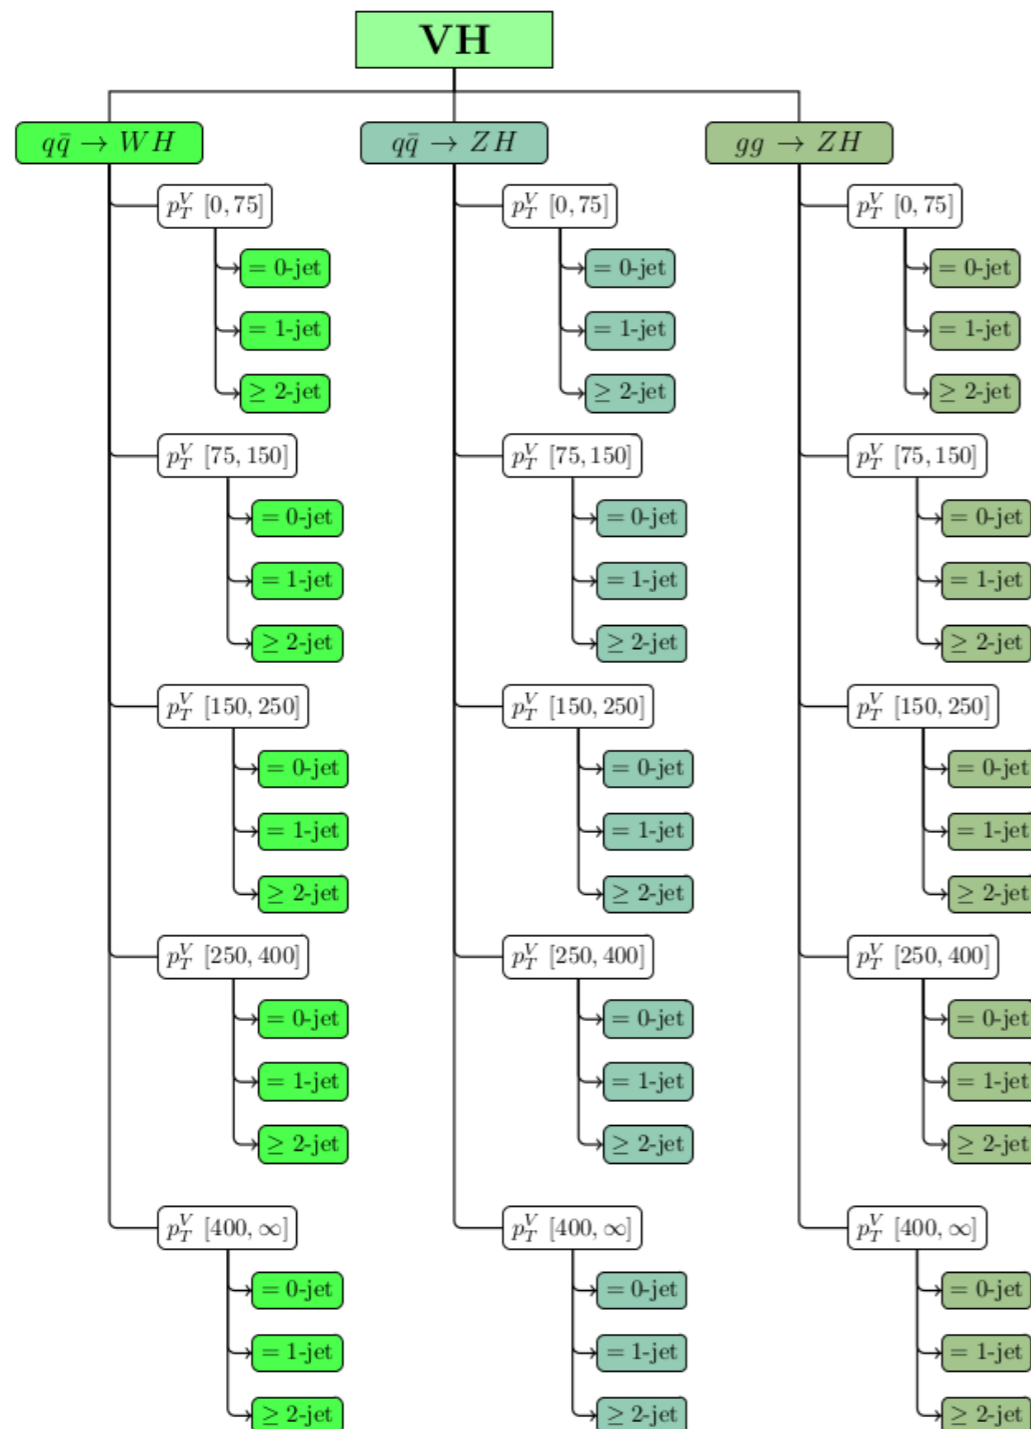 VH
qq̄ → WH
p_T^V [0, 75]
= 0-jet
= 1-jet
≥ 2-jet
p_T^V [75, 150]
= 0-jet
= 1-jet
≥ 2-jet
p_T^V [150, 250]
= 0-jet
= 1-jet
≥ 2-jet
p_T^V [250, 400]
= 0-jet
= 1-jet
≥ 2-jet
p_T^V [400, ∞]
= 0-jet
= 1-jet
≥ 2-jet
qq̄ → ZH
p_T^V [0, 75]
= 0-jet
= 1-jet
≥ 2-jet
p_T^V [75, 150]
= 0-jet
= 1-jet
≥ 2-jet
p_T^V [150, 250]
= 0-jet
= 1-jet
≥ 2-jet
p_T^V [250, 400]
= 0-jet
= 1-jet
≥ 2-jet
p_T^V [400, ∞]
= 0-jet
= 1-jet
≥ 2-jet
gg → ZH
p_T^V [0, 75]
= 0-jet
= 1-jet
≥ 2-jet
p_T^V [75, 150]
= 0-jet
= 1-jet
≥ 2-jet
p_T^V [150, 250]
= 0-jet
= 1-jet
≥ 2-jet
p_T^V [250, 400]
= 0-jet
= 1-jet
≥ 2-jet
p_T^V [400, ∞]
= 0-jet
= 1-jet
≥ 2-jet